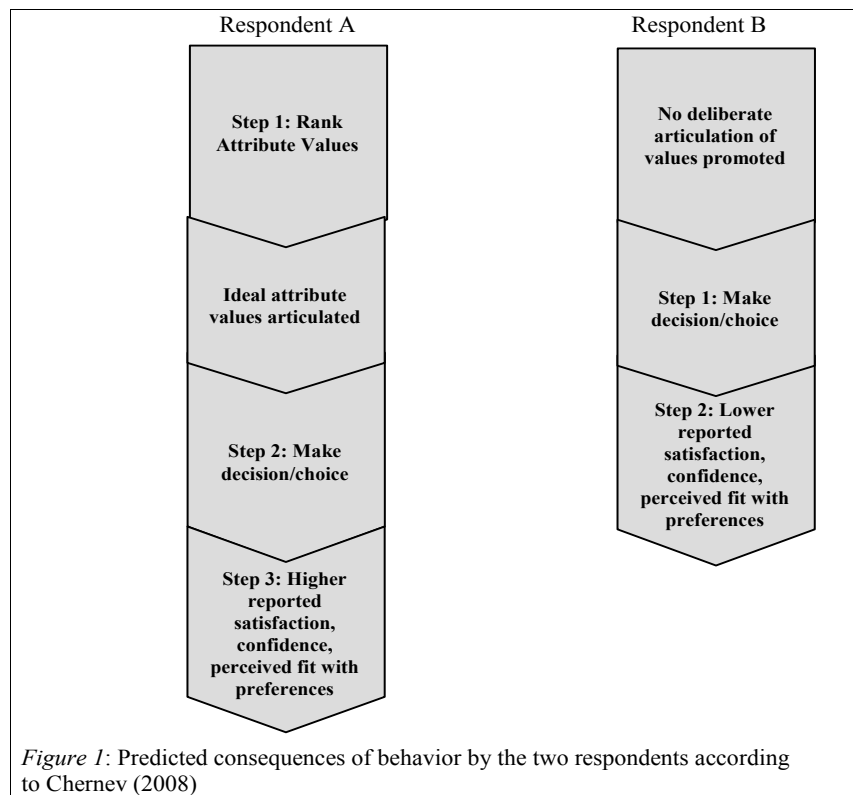 Respondent A
Step 1: Rank
Attribute Values
Ideal attribute
values articulated
Step 2: Make
decision/choice
Step 3: Higher
reported
satisfaction,
confidence,
perceived fit with
preferences
Respondent B
No deliberate
articulation of
values promoted
Step 1: Make
decision/choice
Step 2: Lower
reported
satisfaction,
confidence,
perceived fit with
preferences
Figure 1: Predicted consequences of behavior by the two respondents according
to Chernev (2008)